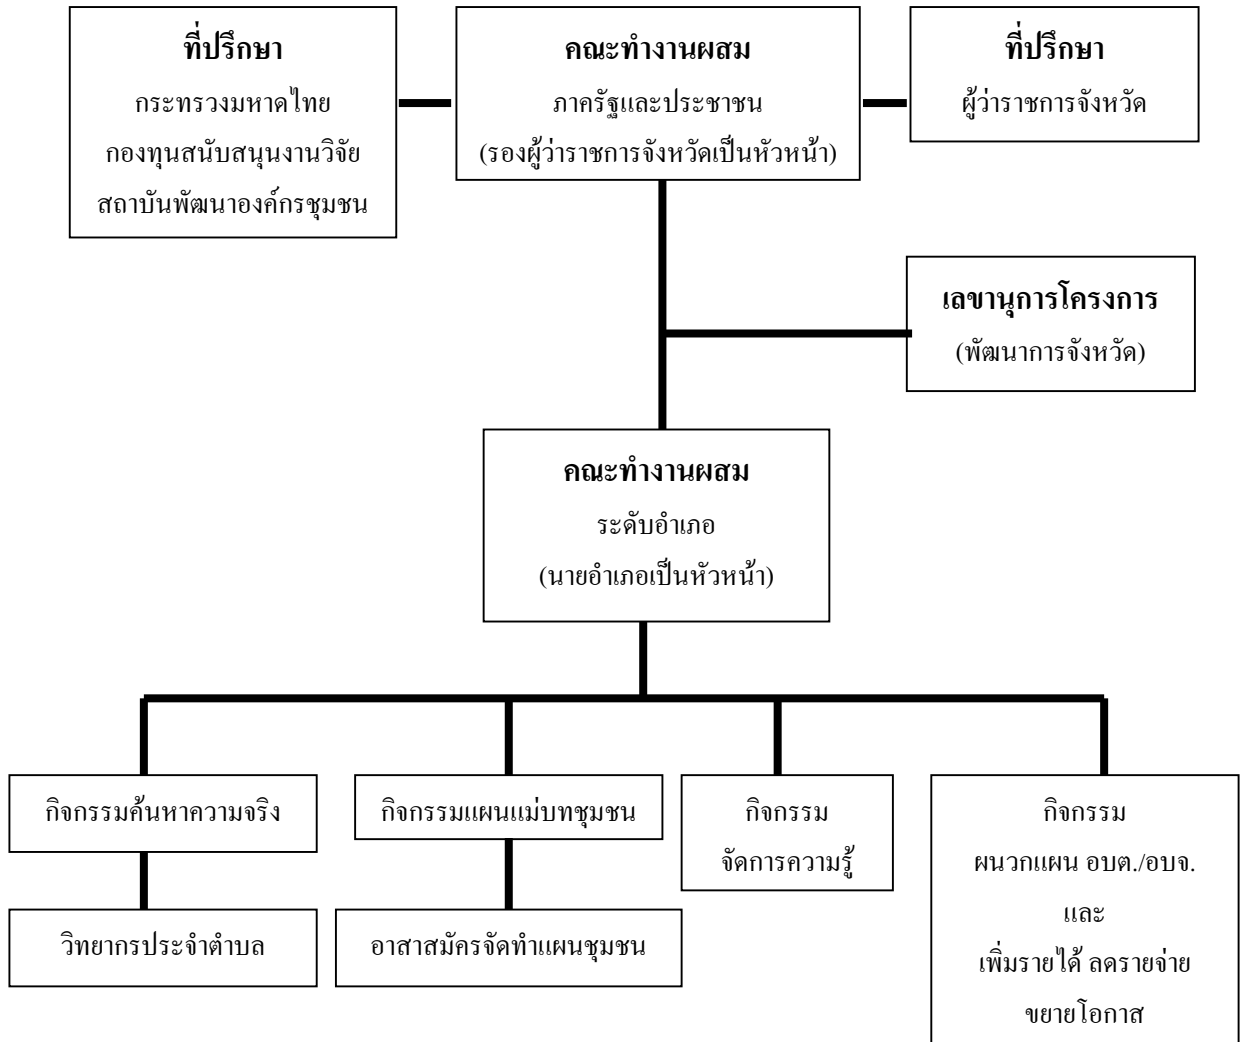 ที่ปรึกษา
กระทรวงมหาดไทย
กองทุนสนับสนุนงานวิจัย
สถาบันพัฒนาองค์กรชุมชน
คณะทำงานผสม
ภาครัฐและประชาชน
(รองผู้ว่าราชการจังหวัดเป็นหัวหน้า)
ที่ปรึกษา
ผู้ว่าราชการจังหวัด
เลขานุการโครงการ
(พัฒนาการจังหวัด)
คณะทำงานผสม
ระดับอำเภอ
(นายอำเภอเป็นหัวหน้า)
กิจกรรมค้นหาความจริง
วิทยากรประจำตำบล
กิจกรรมแผนแม่บทชุมชน
อาสาสมัครจัดทำแผนชุมชน
กิจกรรม
จัดการความรู้
กิจกรรม
ผนวกแผน อบต./อบจ.
และ
เพิ่มรายได้ ลดรายจ่าย
ขยายโอกาส